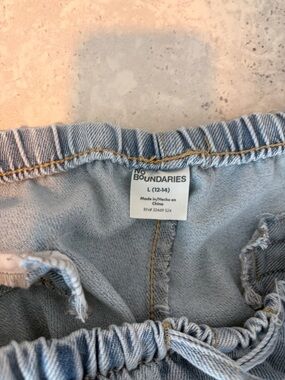 NO
BOUNDARIES
L (12-14)
Made in/Hecho en
China